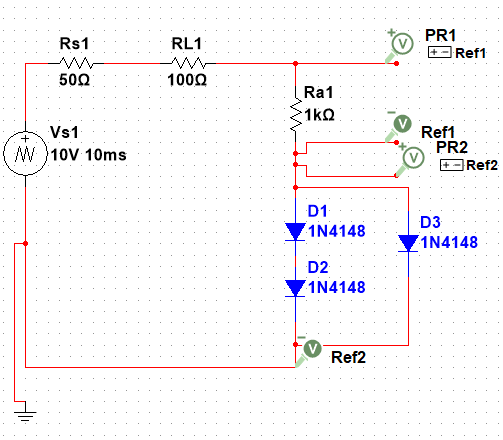 PR1
Rs1
RL1
Ref1
50Ω
100Ω
Ra1
1kΩ
Vs1
10V 10ms
Ref1
PR2
Ref2
D1
1N4148
D3
1N4148
D2
1N4148
Ref2